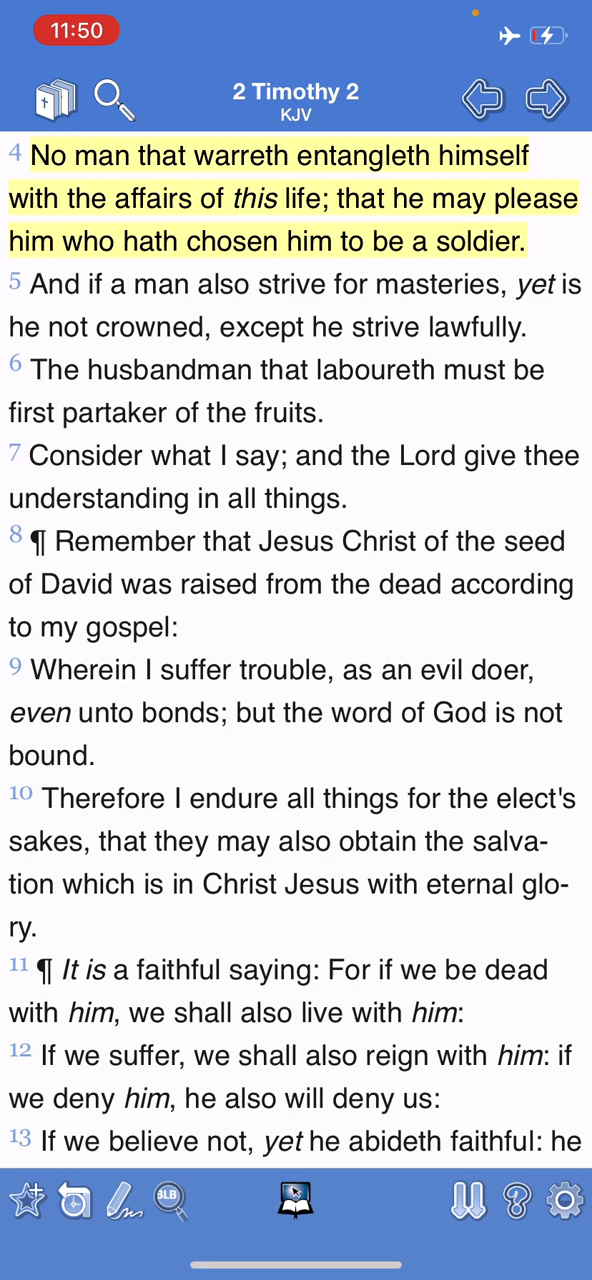 11:50
2 Timothy 2
KJV
4 No man that warreth entangleth himself
with the affairs of this life; that he may please
him who hath chosen him to be a soldier.
5 And if a man also strive for masteries, yet is
he not crowned, except he strive lawfully.
6 The husbandman that laboureth must be
first partaker of the fruits.
7 Consider what I say; and the Lord give thee
understanding in all things.
8 ¶ Remember that Jesus Christ of the seed
of David was raised from the dead according
to my gospel:
9 Wherein I suffer trouble, as an evil doer,
even unto bonds; but the word of God is not
bound.
10 Therefore I endure all things for the elect's
sakes, that they may also obtain the salva-
tion which is in Christ Jesus with eternal glo-
ry.
11 ¶ It is a faithful saying: For if we be dead
with him, we shall also live with him:
12 If we suffer, we shall also reign with him: if
we deny him, he also will deny us:
13 If we believe not, yet he abideth faithful: he
BLB